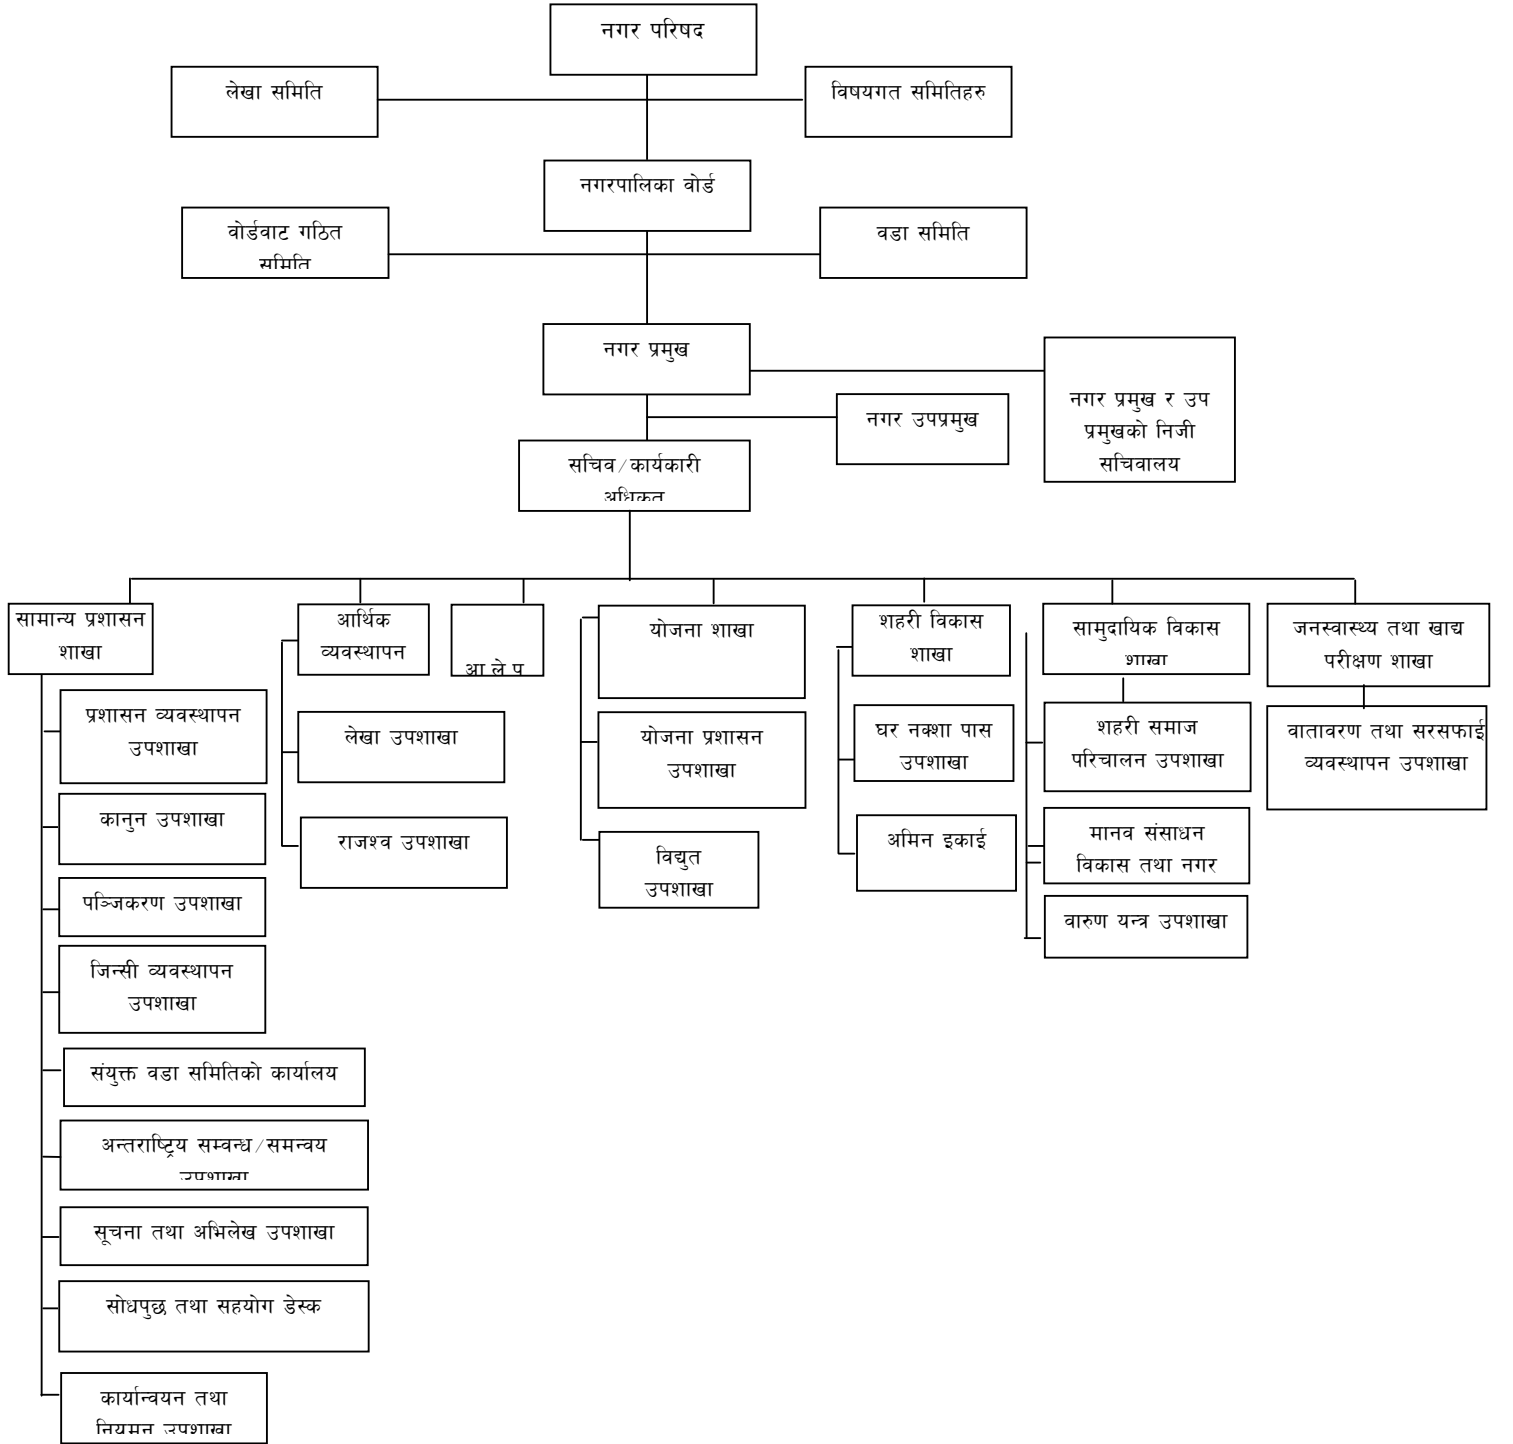 नगर परिषद
लेखा समिति
विषयगत समितिहरु
नगरपालिका वोर्ड
वोर्डवाट गठित
समिति
वडा समिति
नगर प्रमुख
नगर प्रमुख र उप
प्रमुखको निजी
सचिवालय
नगर उपप्रमुख
सचिव/कार्यकारी
अधिकृत
सामान्य प्रशासन
शाखा
आर्थिक
व्यवस्थापन
आ ले प
योजना शाखा
शहरी विकास
शाखा
सामुदायिक विकास
शाखा
जनस्वास्थ्य तथा खाद्य
परीक्षण शाखा
प्रशासन व्यवस्थापन
उपशाखा
कानुन उपशाखा
पञ्जिकरण उपशाखा
जिन्सी व्यवस्थापन
उपशाखा
संयुक्त वडा समितिको कार्यालय
अन्तराष्ट्रिय सम्वन्ध/समन्वय
उपशाखा
सूचना तथा अभिलेख उपशाखा
सोधपुछ तथा सहयोग डेस्क
कार्यान्वयन तथा
नियमन उपशाखा
लेखा उपशाखा
राजश्व उपशाखा
योजना प्रशासन
उपशाखा
विद्युत
उपशाखा
घर नक्शा पास
उपशाखा
अमिन इकाई
शहरी समाज
परिचालन उपशाखा
मानव संसाधन
विकास तथा नगर
वारुण यन्त्र उपशाखा
वातावरण तथा सरसफाई
व्यवस्थापन उपशाखा